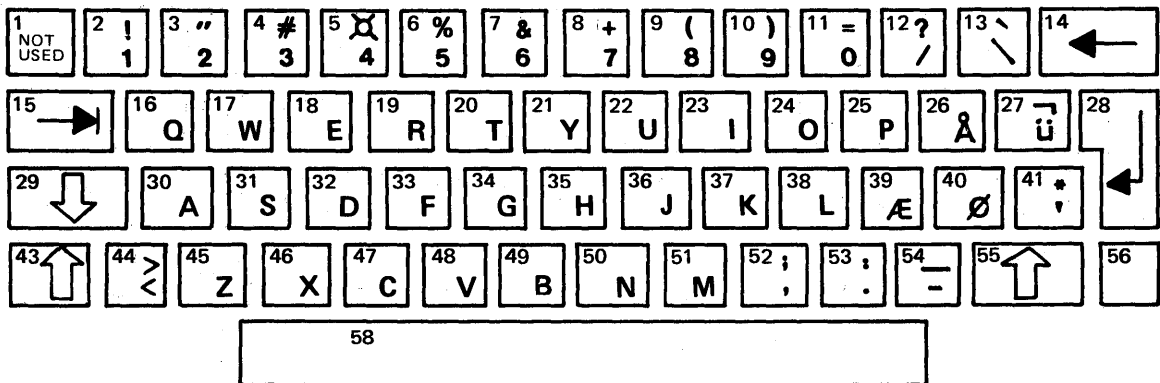 1 NOT USED 2 ! 1 3 " 2 4 # 3 5 ¤ 4 6 % 5 7 & 6 8 + 7 9 ( 8 10 ) 9 11 = 0 12 ? / 13 ` \ 14 ←
15 →| 16 Q 17 W 18 E 19 R 20 T 21 Y 22 U 23 I 24 O 25 P 26 Å 27 ¬ ü 28 ↵
29 ⇩ 30 A 31 S 32 D 33 F 34 G 35 H 36 J 37 K 38 L 39 Æ 40 Ø 41 * '
43 ⇧ 44 > < 45 Z 46 X 47 C 48 V 49 B 50 N 51 M 52 ; , 53 : . 54 _ - 55 ⇧ 56
58